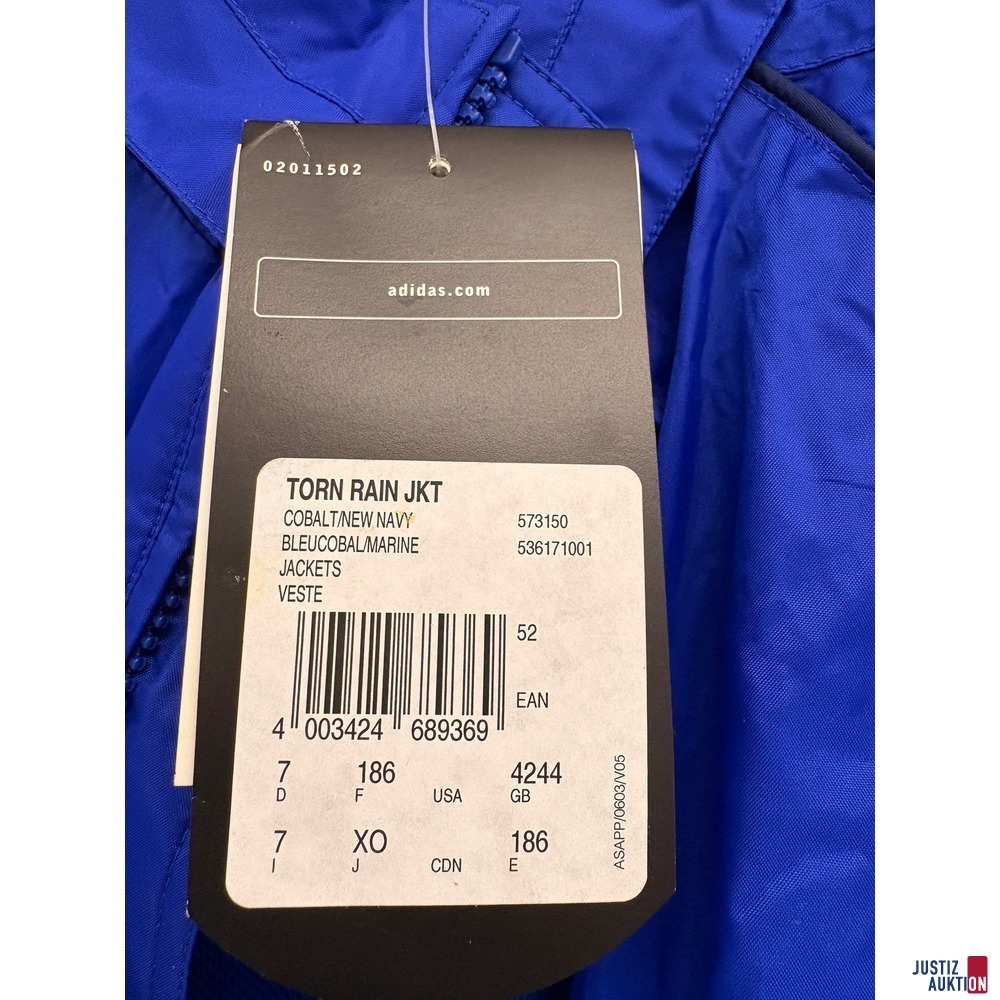 02011502
adidas.com
TORN RAIN JKT
COBALT/NEW NAVY 573150
BLEUCOBAL/MARINE 536171001
JACKETS
VESTE
52
EAN
4 003424 689369
7 186 4244
D F USA GB
7 XO 186
I J CDN E
ASAPP/0603/V05
JUSTIZ
AUKTION